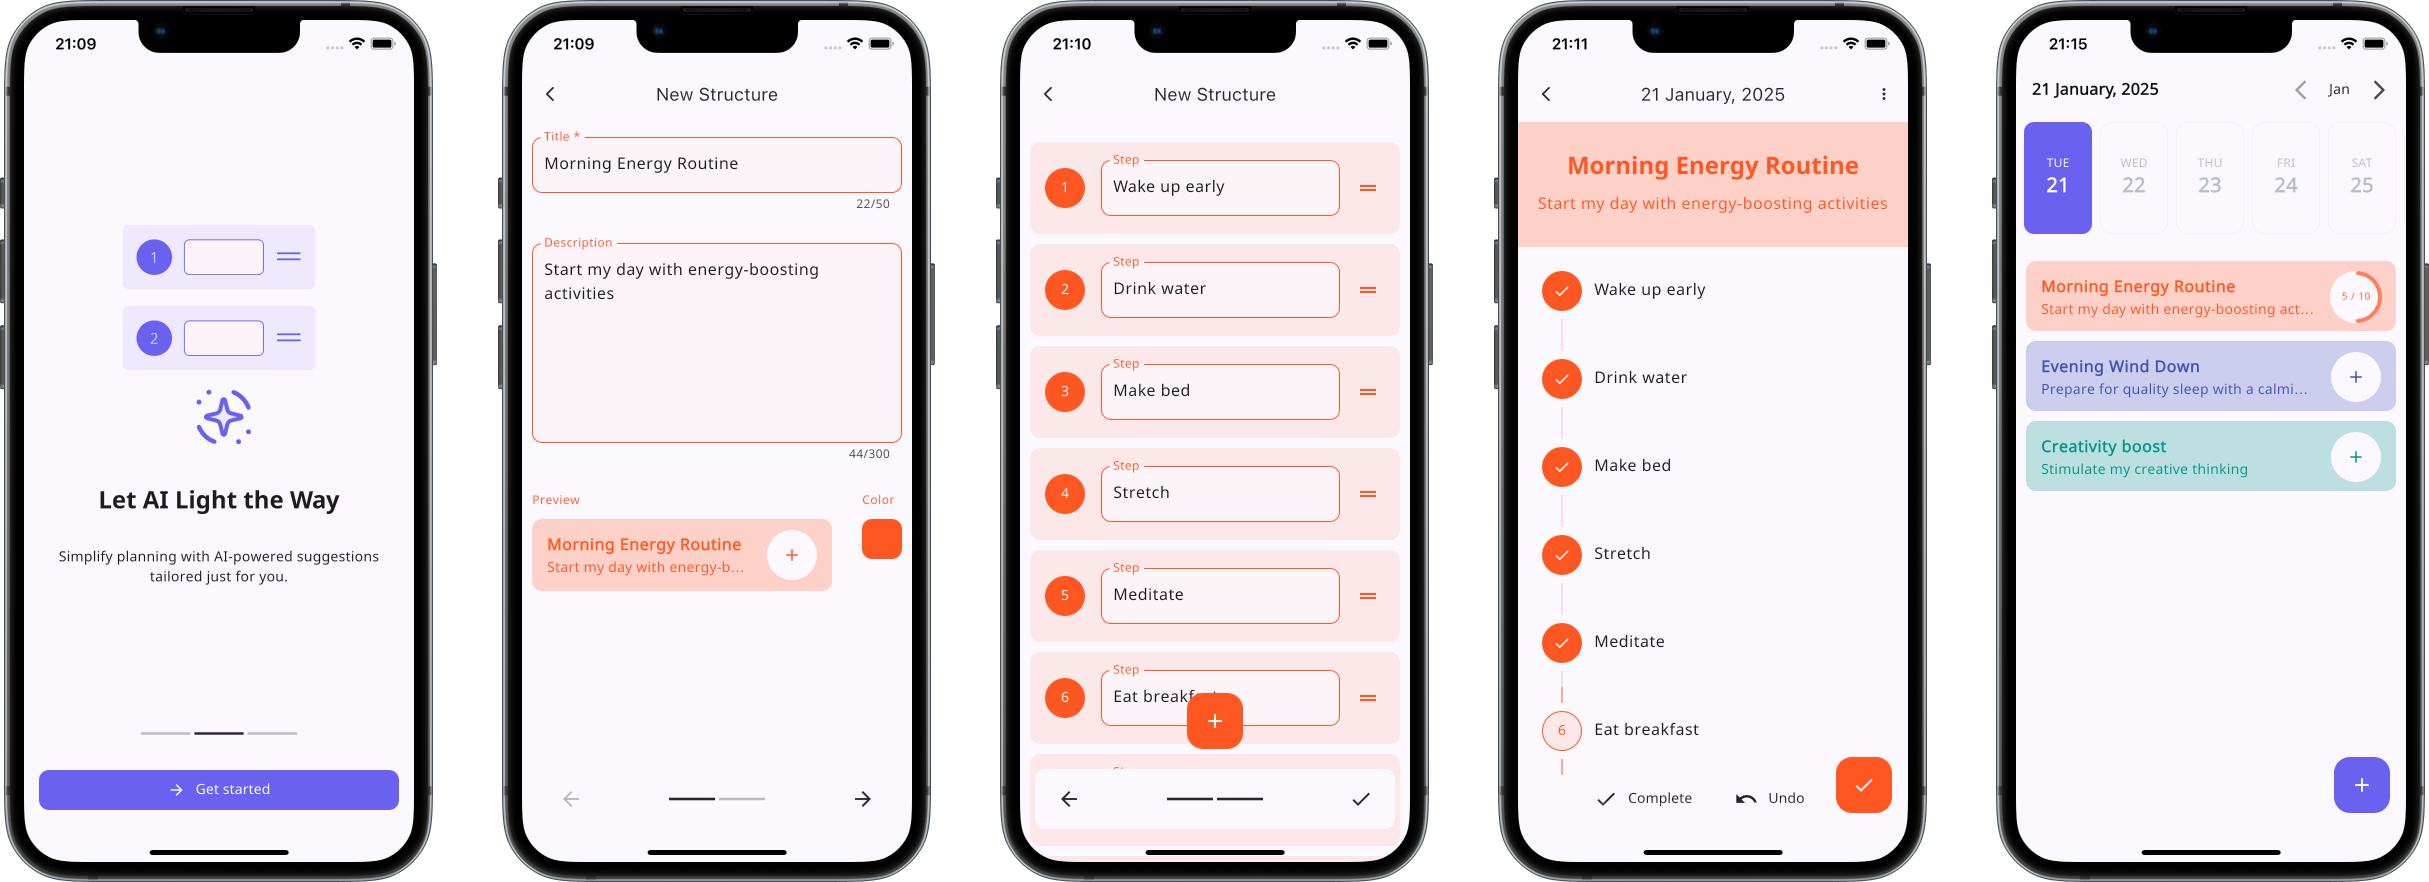 21:09
1
2
Let AI Light the Way
Simplify planning with AI-powered suggestions
tailored just for you.
Get started
21:09
New Structure
Title *
Morning Energy Routine
22/50
Description
Start my day with energy-boosting
activities
44/300
Preview
Color
Morning Energy Routine
Start my day with energy-b...
21:10
New Structure
Step
1
Wake up early
Step
2
Drink water
Step
3
Make bed
Step
4
Stretch
Step
5
Meditate
Step
6
Eat
21:11
21 January, 2025
Morning Energy Routine
Start my day with energy-boosting activities
Wake up early
Drink water
Make bed
Stretch
Meditate
6
Eat breakfast
Complete
Undo
21:15
21 January, 2025
Jan
TUE
21
WED
22
THU
23
FRI
24
SAT
25
Morning Energy Routine
Start my day with energy-boosting act...
5 / 10
Evening Wind Down
Prepare for quality sleep with a calmi...
Creativity boost
Stimulate my creative thinking